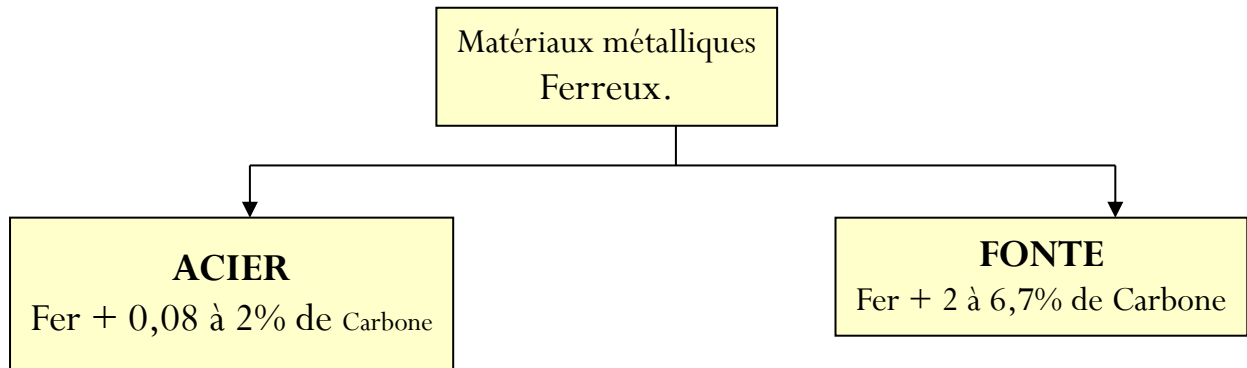 Matériaux métalliques
Ferreux.
ACIER
Fer + 0,08 à 2% de Carbone
FONTE
Fer + 2 à 6,7% de Carbone